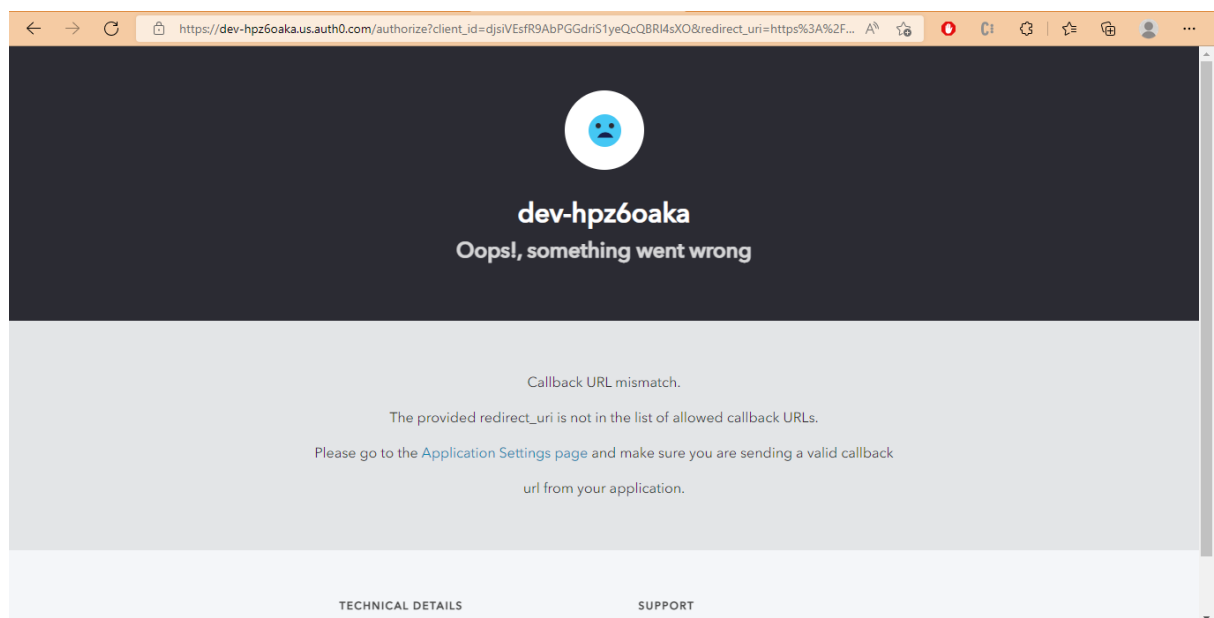 https://dev-hpz6oaka.us.auth0.com/authorize?client_id=djsiVEsfR9AbPGGdriS1yeQcQBRl4sXO&redirect_uri=https%3A%2F...
dev-hpz6oaka
Oops!, something went wrong
Callback URL mismatch.
The provided redirect_uri is not in the list of allowed callback URLs.
Please go to the Application Settings page and make sure you are sending a valid callback
url from your application.
TECHNICAL DETAILS
SUPPORT